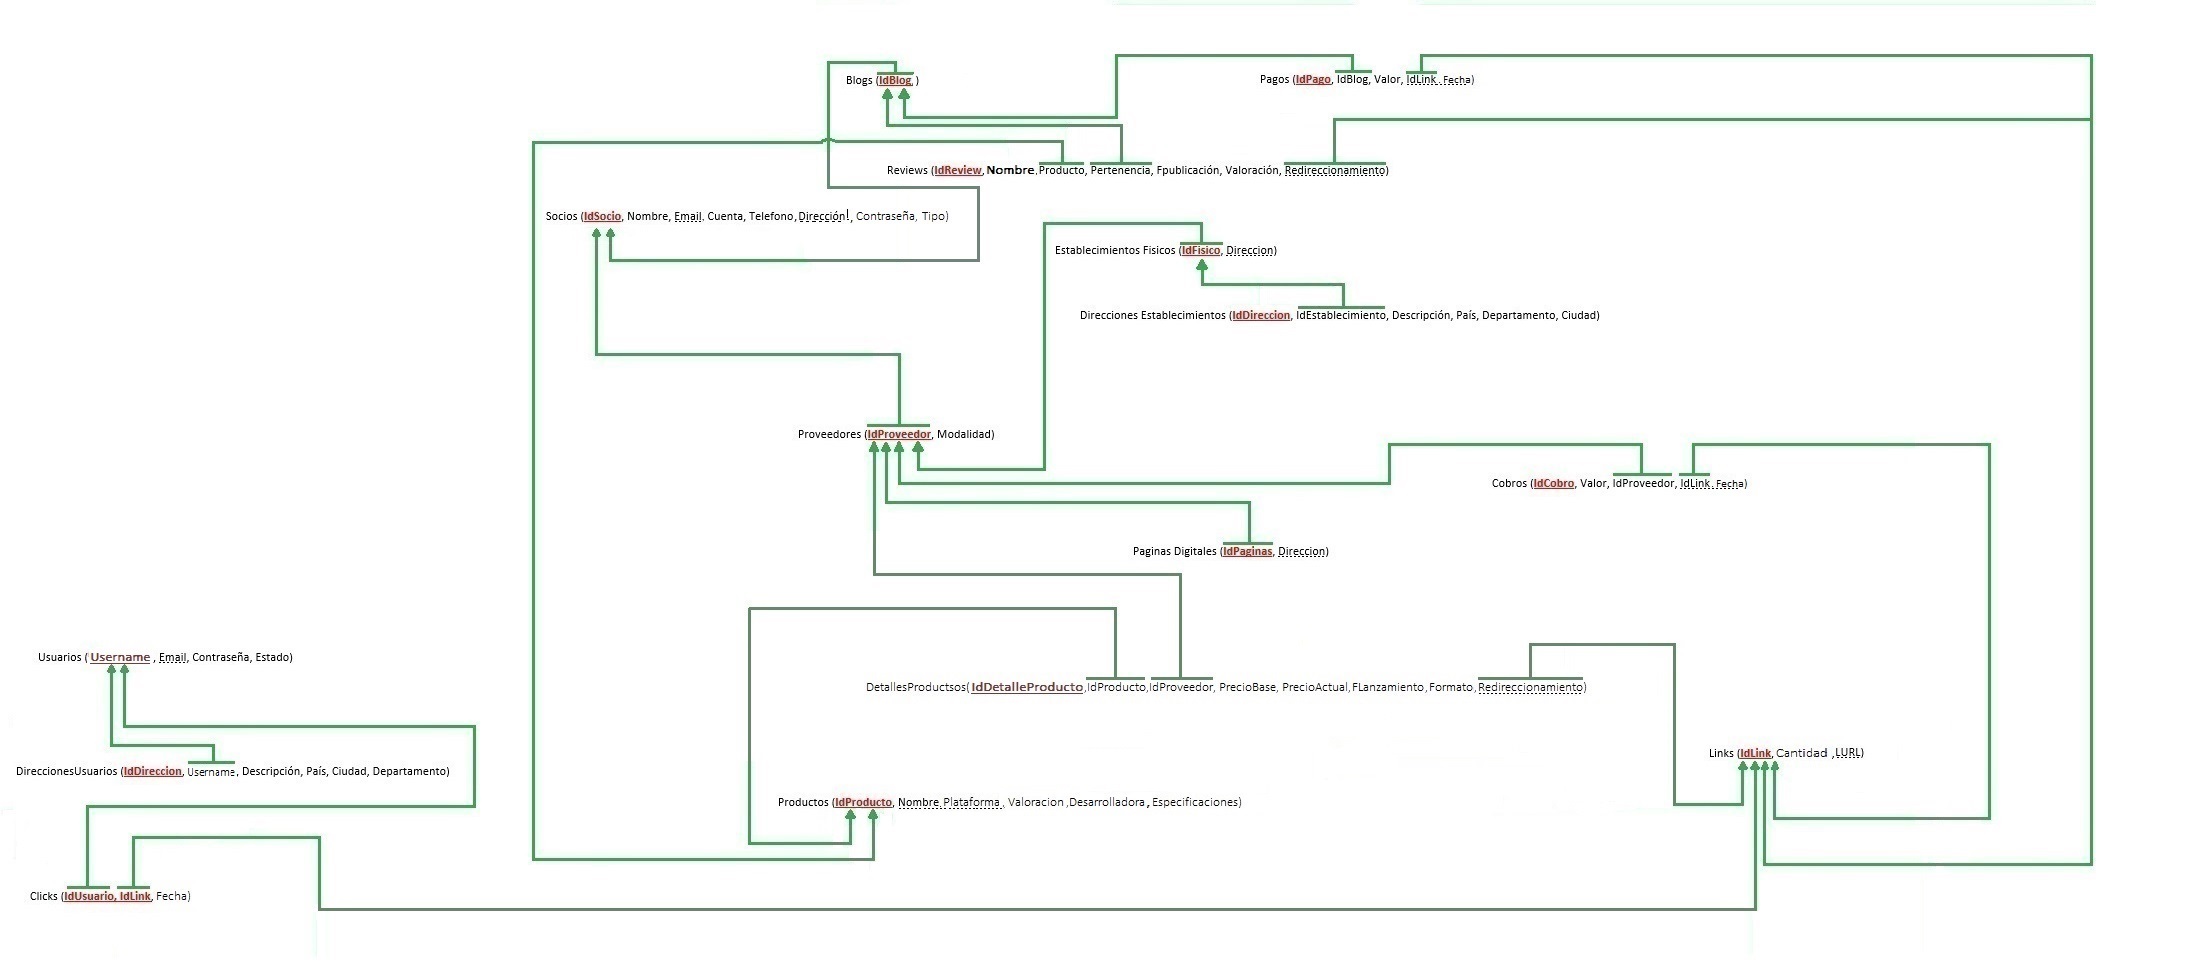 Blogs (IdBlog, )
Pagos (IdPago, IdBlog, Valor, IdLink, Fecha)
Reviews (IdReview, Nombre, Producto, Pertenencia, Fpublicación, Valoración, Redireccionamiento)
Socios (IdSocio, Nombre, Email, Cuenta, Telefono, Dirección, Contraseña, Tipo)
Establecimientos Fisicos (IdFisico, Direccion)
Direcciones Establecimientos (IdDireccion, IdEstablecimiento, Descripción, País, Departamento, Ciudad)
Proveedores (IdProveedor, Modalidad)
Cobros (IdCobro, Valor, IdProveedor, IdLink, Fecha)
Paginas Digitales (IdPaginas, Direccion)
Usuarios ( Username , Email, Contraseña, Estado)
DetallesProductsos( IdDetalleProducto,IdProducto,IdProveedor, PrecioBase, PrecioActual,FLanzamiento,Formato,Redireccionamiento)
Links (IdLink, Cantidad ,LURL)
DireccionesUsuarios (IdDireccion, Username, Descripción, País, Ciudad, Departamento)
Productos (IdProducto, Nombre, Plataforma, Valoracion ,Desarrolladora , Especificaciones)
Clicks (IdUsuario, IdLink, Fecha)